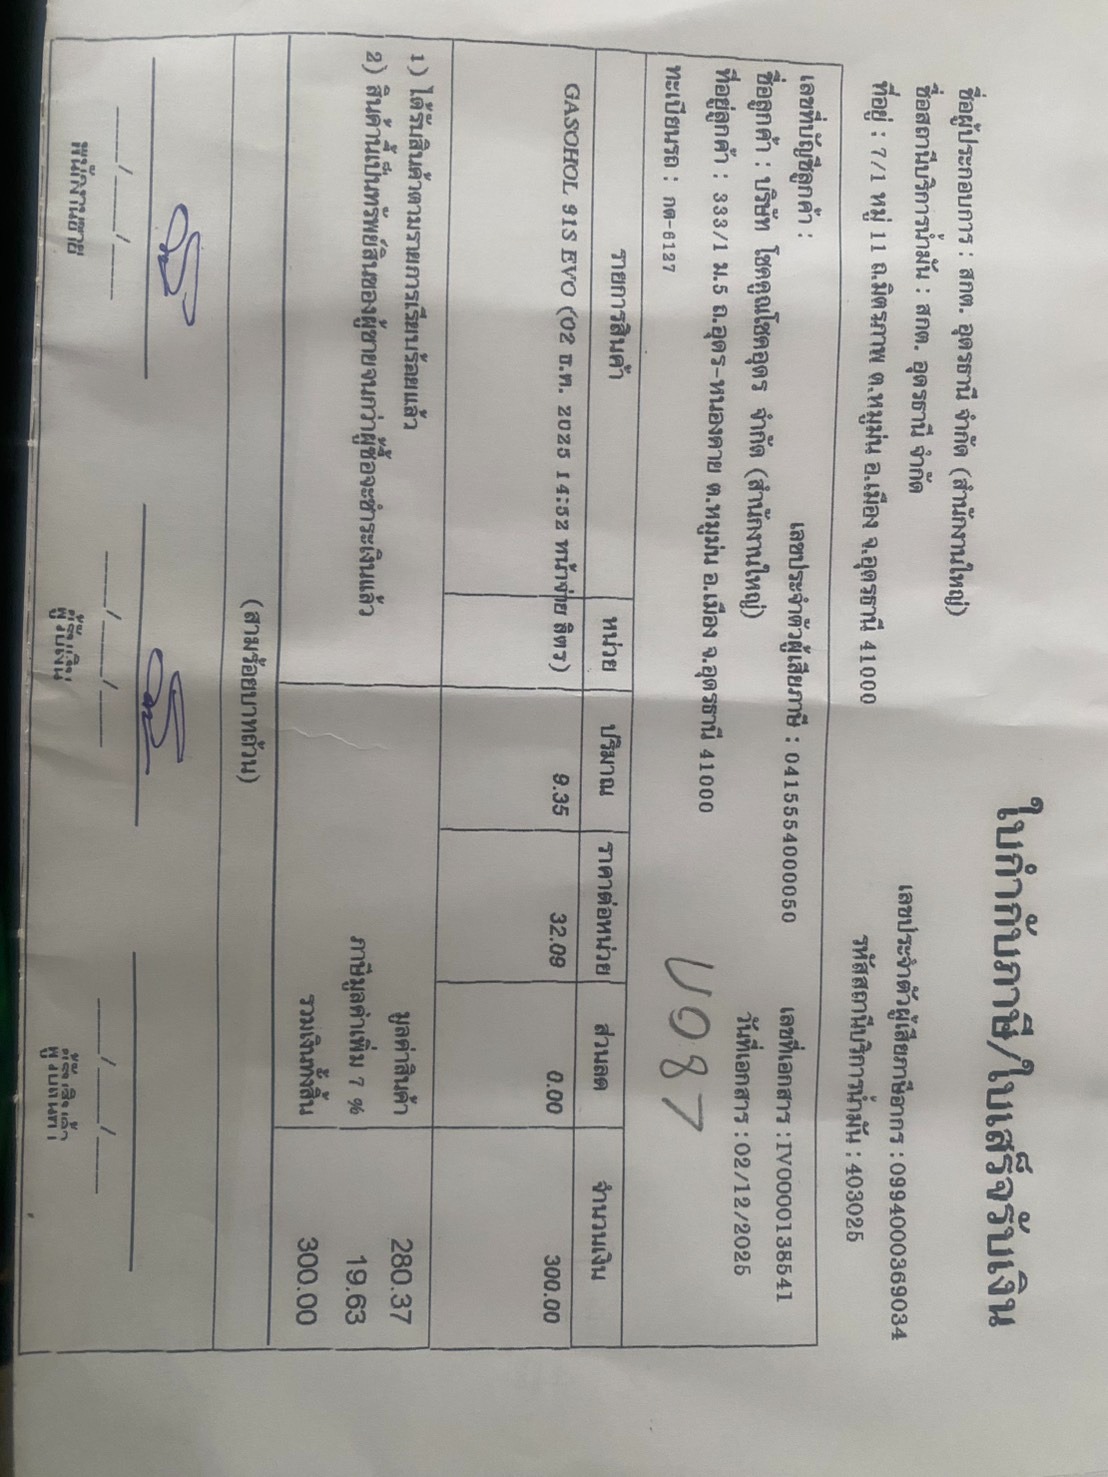 ใบกำกับภาษี/ใบเสร็จรับเงิน
ชื่อผู้ประกอบการ : สกต. อุดรธานี จำกัด (สำนักงานใหญ่)
เลขประจำตัวผู้เสียภาษีอากร : 0994000369034
ชื่อสถานีบริการน้ำมัน : สกต. อุดรธานี จำกัด
รหัสสถานีบริการน้ำมัน : 403025
ที่อยู่ : 7/1 หมู่ 11 ถ.มิตรภาพ ต.หมูม่น อ.เมือง จ.อุดรธานี 41000
เลขที่บัญชีลูกค้า :
เลขประจำตัวผู้เสียภาษี : 0415554000050
เลขที่เอกสาร : IV0000138541
ชื่อลูกค้า : บริษัท โชคคูณโชคอุดร จำกัด (สำนักงานใหญ่)
วันที่เอกสาร : 02/12/2025
ที่อยู่ลูกค้า : 333/1 ม.5 ถ.อุดร-หนองคาย ต.หมูม่น อ.เมือง จ.อุดรธานี 41000
ทะเบียนรถ : กต-6127
U087
รายการสินค้า หน่วย ปริมาณ ราคาต่อหน่วย ส่วนลด จำนวนเงิน
GASOHOL 91S EVO (02 ธ.ค. 2025 14:52 หน้าจ่าย ลิตร) 9.35 32.09 0.00 300.00
1) ได้รับสินค้าตามรายการเรียบร้อยแล้ว
มูลค่าสินค้า 280.37
2) สินค้านี้เป็นทรัพย์สินของผู้ขายจนกว่าผู้ซื้อจะชำระเงินแล้ว
ภาษีมูลค่าเพิ่ม 7 % 19.63
รวมเงินทั้งสิ้น 300.00
(สามร้อยบาทถ้วน)
___/___/___ ___/___/___ ___/___/___
พนักงานขาย ผู้รับเงิน ผู้รับสินค้า